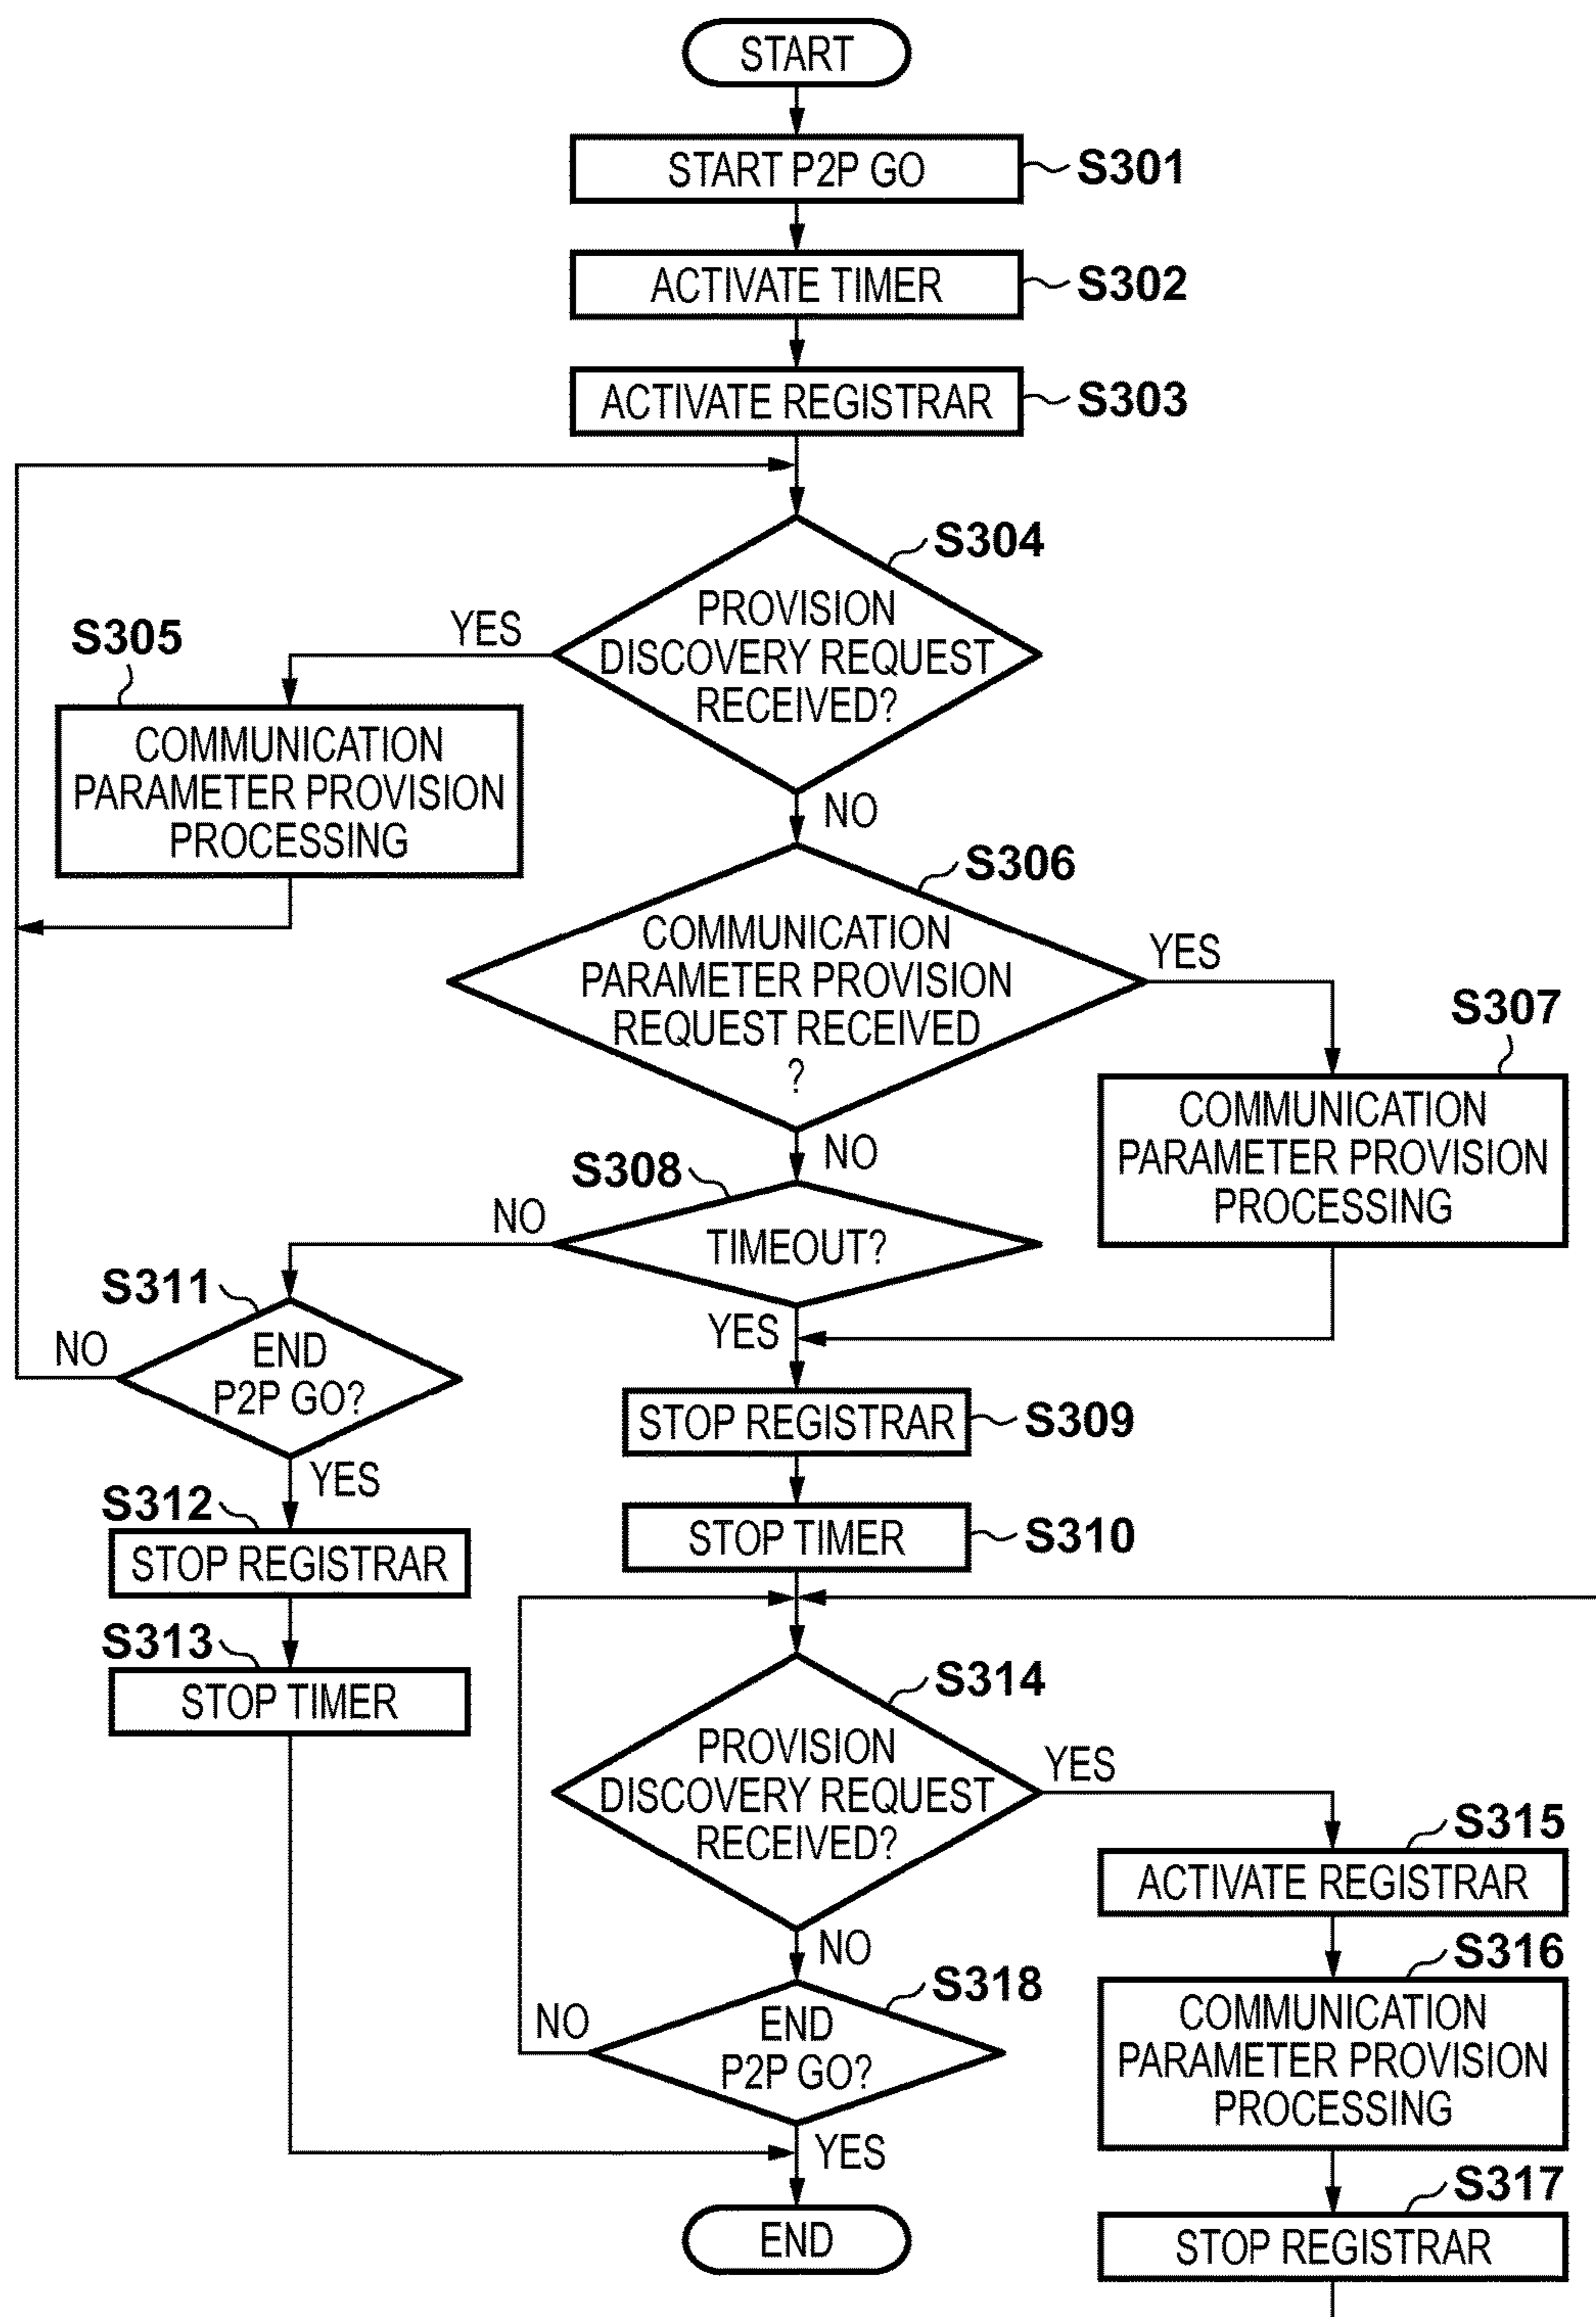 START
START P2P GO
S301
ACTIVATE TIMER
S302
ACTIVATE REGISTRAR
S303
S304
PROVISION
DISCOVERY REQUEST
RECEIVED?
YES
S305
COMMUNICATION
PARAMETER PROVISION
PROCESSING
NO
S306
COMMUNICATION
PARAMETER PROVISION
REQUEST RECEIVED
?
YES
S307
COMMUNICATION
PARAMETER PROVISION
PROCESSING
NO
S308
TIMEOUT?
NO
YES
S311
END
P2P GO?
NO
YES
S309
STOP REGISTRAR
S312
STOP REGISTRAR
STOP TIMER
S310
S313
STOP TIMER
S314
PROVISION
DISCOVERY REQUEST
RECEIVED?
YES
S315
ACTIVATE REGISTRAR
NO
S316
COMMUNICATION
PARAMETER PROVISION
PROCESSING
S318
END
P2P GO?
NO
YES
S317
STOP REGISTRAR
END